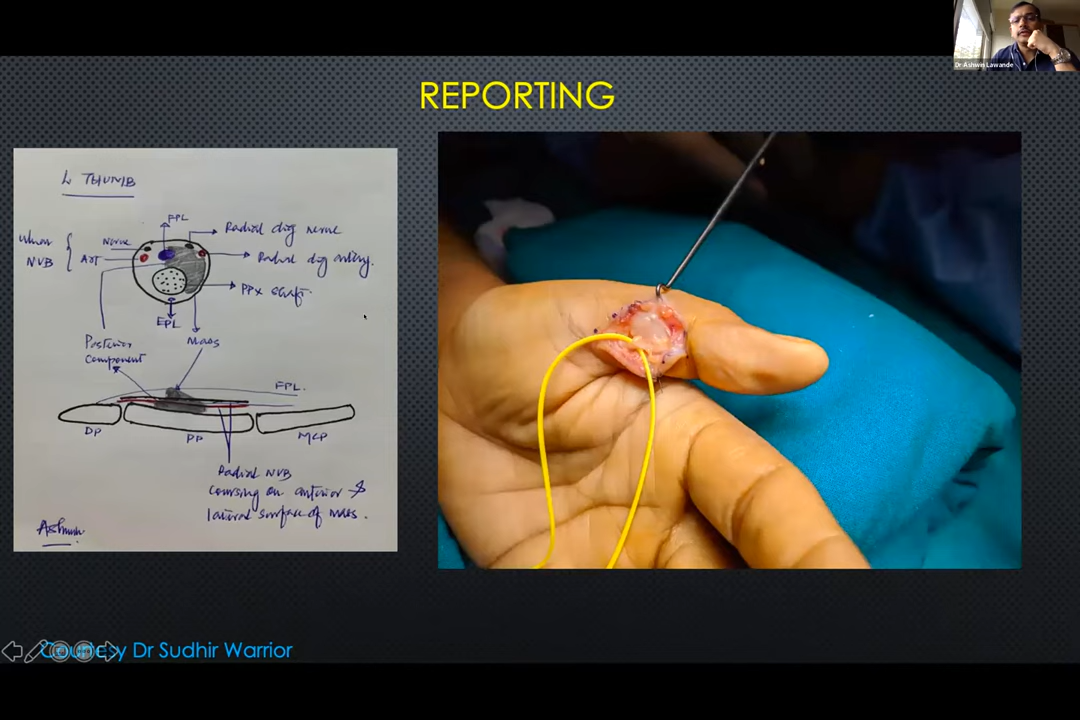 Dr Ashwin Lawande
REPORTING
L THUMB
FPL
Radial dig nerve
Ulnar
NVB
Nerve
Art
Radial dig artery.
PPx
EPL
Posterior
component
Mass
FPL.
DP
PP
MCP
Radial NVB
coursing on anterior &
lateral surface of mass.
Courtesy Dr Sudhir Warrior